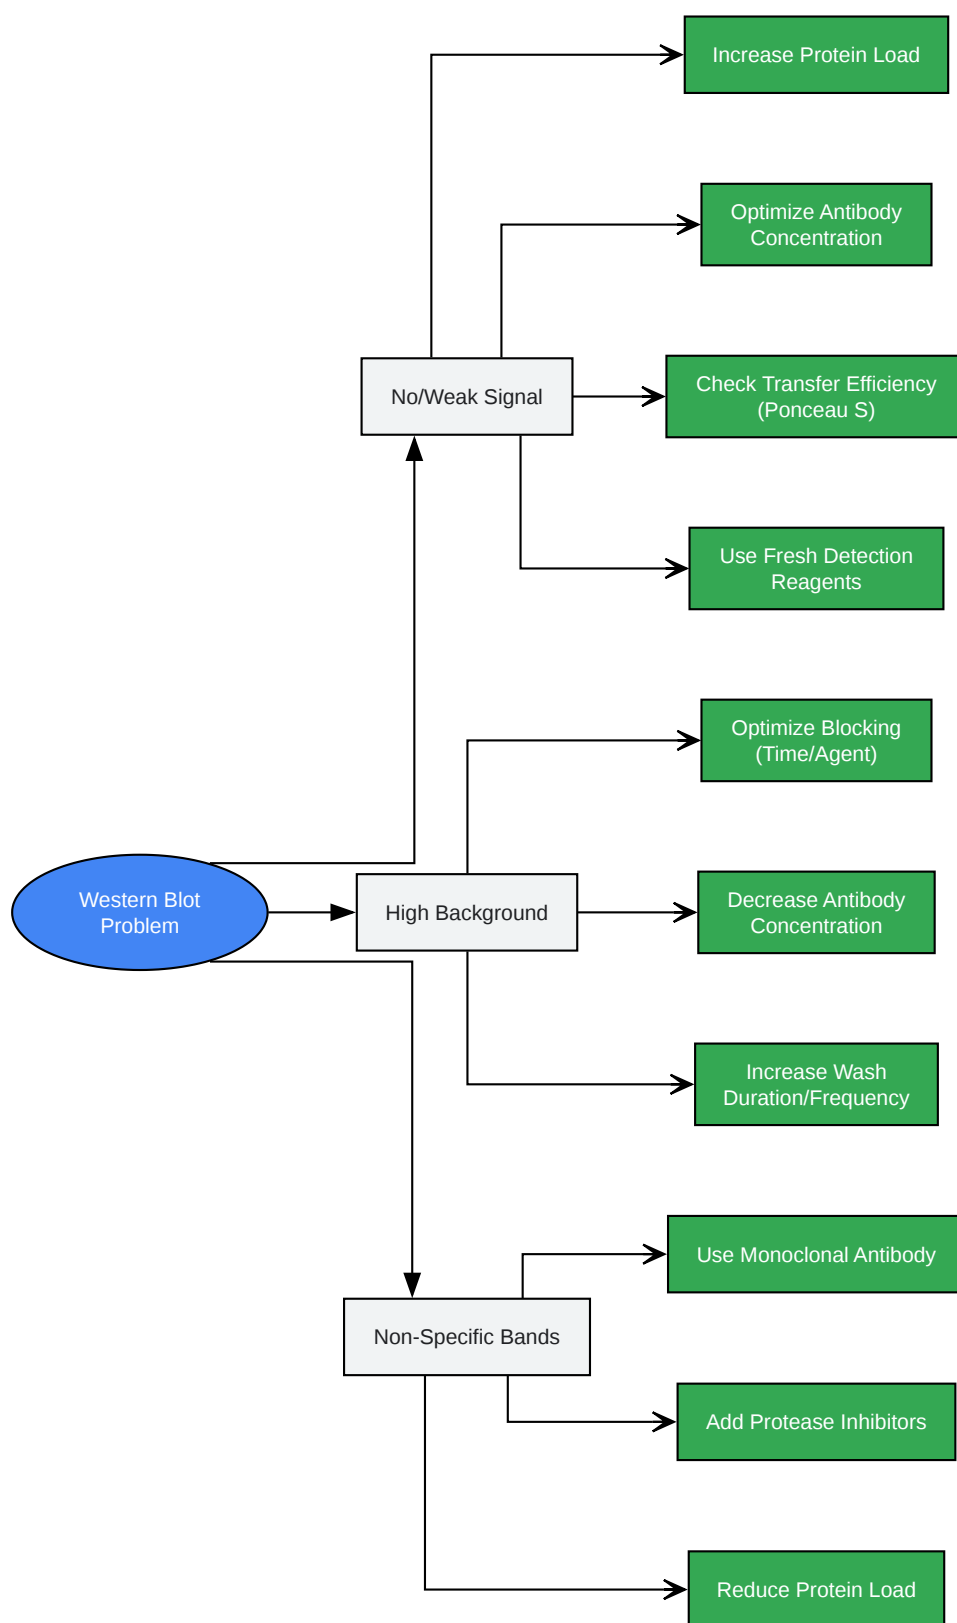 Increase Protein Load
Optimize Antibody
Concentration
No/Weak Signal
Check Transfer Efficiency
(Ponceau S)
Use Fresh Detection
Reagents
Optimize Blocking
(Time/Agent)
Western Blot
Problem
High Background
Decrease Antibody
Concentration
Increase Wash
Duration/Frequency
Use Monoclonal Antibody
Non-Specific Bands
Add Protease Inhibitors
Reduce Protein Load